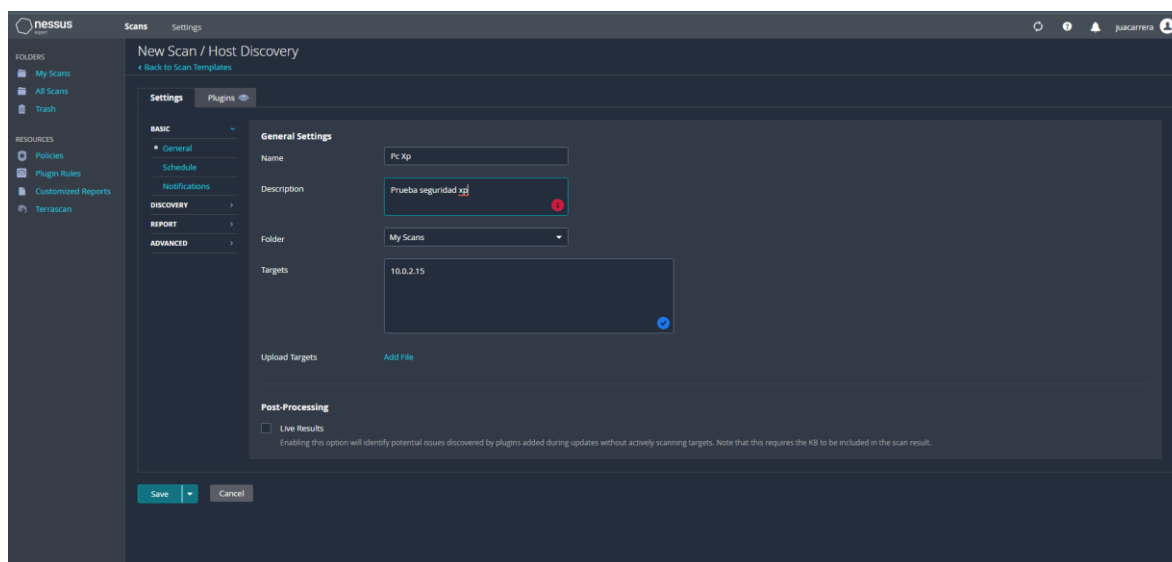 nessus
expert
Scans Settings
juacarrera
FOLDERS
My Scans
All Scans
Trash
RESOURCES
Policies
Plugin Rules
Customized Reports
Terrascan
New Scan / Host Discovery
Back to Scan Templates
Settings Plugins
BASIC
General
Schedule
Notifications
DISCOVERY
REPORT
ADVANCED
General Settings
Name Pc Xp
Description Prueba seguridad xp
Folder My Scans
Targets 10.0.2.15
Upload Targets Add File
Post-Processing
Live Results
Enabling this option will identify potential issues discovered by plugins added during updates without actively scanning targets. Note that this requires the KB to be included in the scan result.
Save Cancel